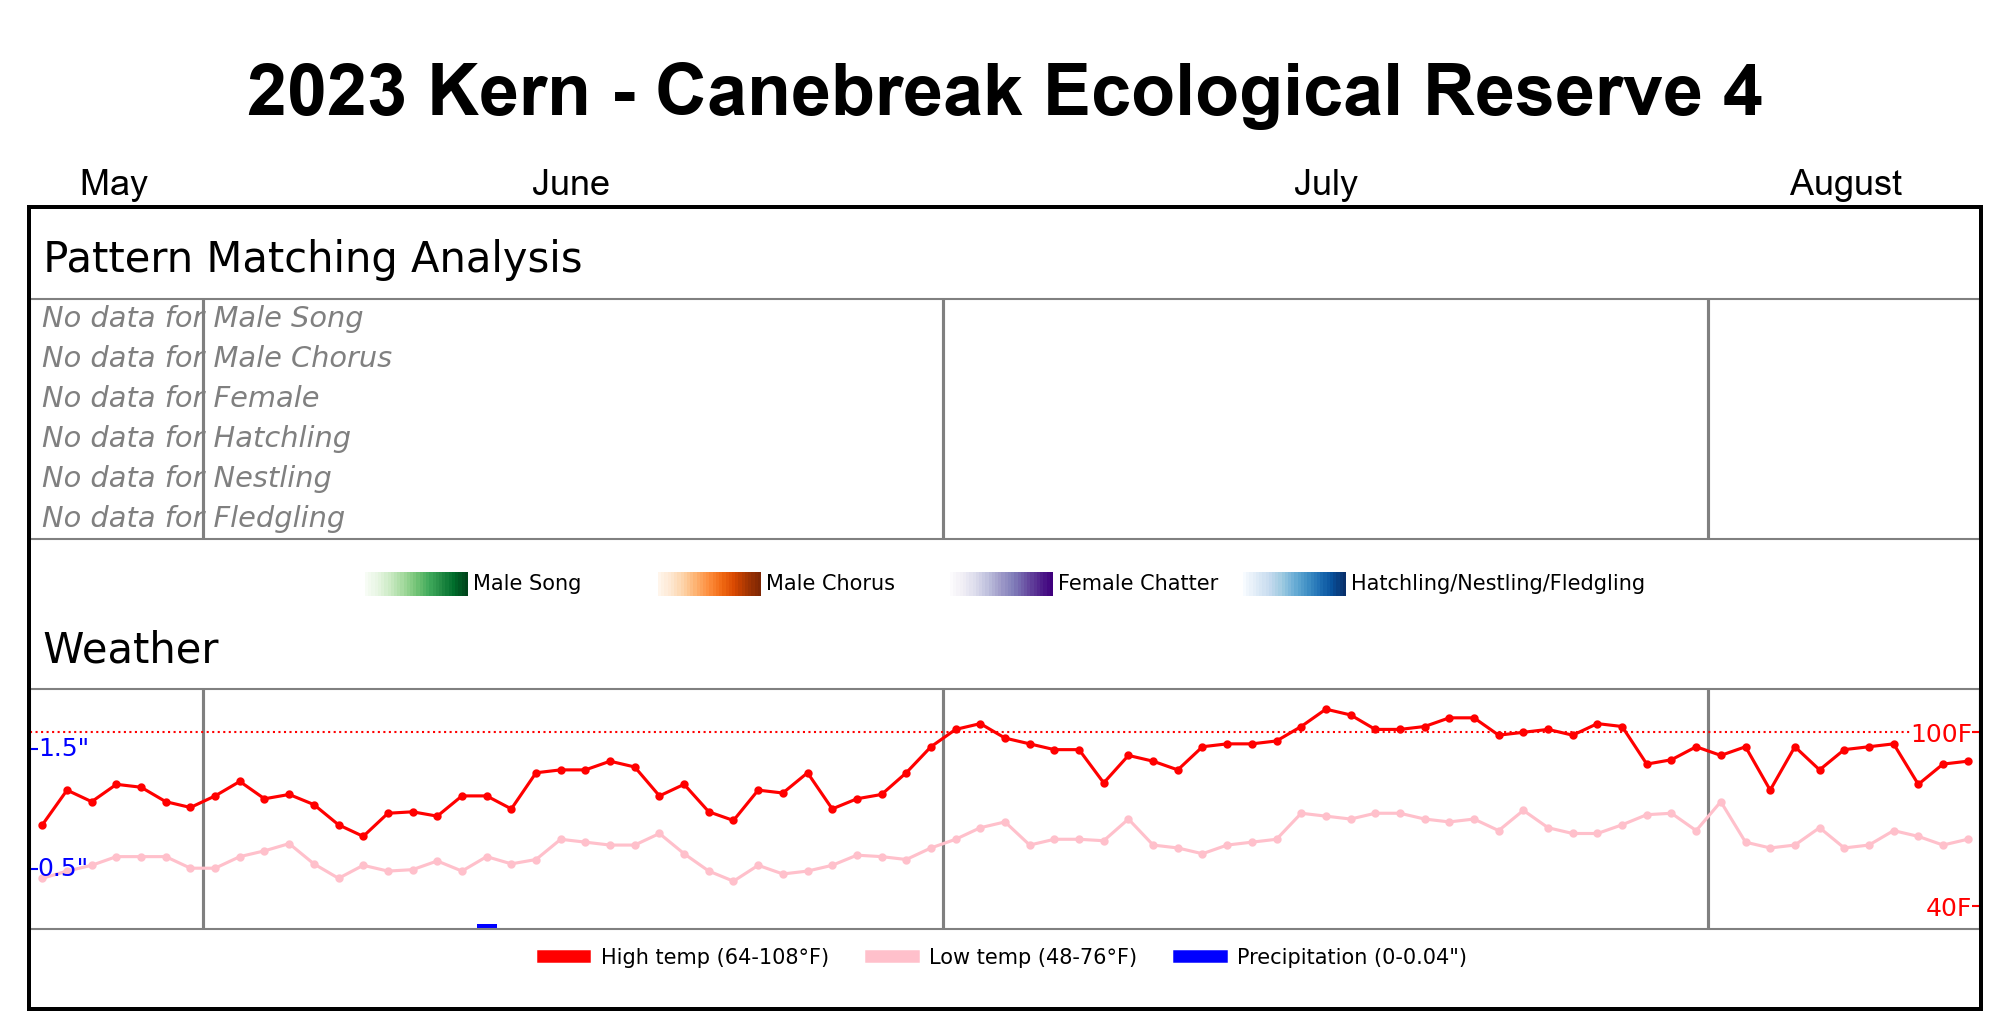 2023 Kern - Canebreak Ecological Reserve 4
May June July August
Pattern Matching Analysis
No data for Male Song
No data for Male Chorus
No data for Female
No data for Hatchling
No data for Nestling
No data for Fledgling
Male Song Male Chorus Female Chatter Hatchling/Nestling/Fledgling
Weather
100F
1.5"
0.5"
40F
High temp (64-108°F) Low temp (48-76°F) Precipitation (0-0.04")